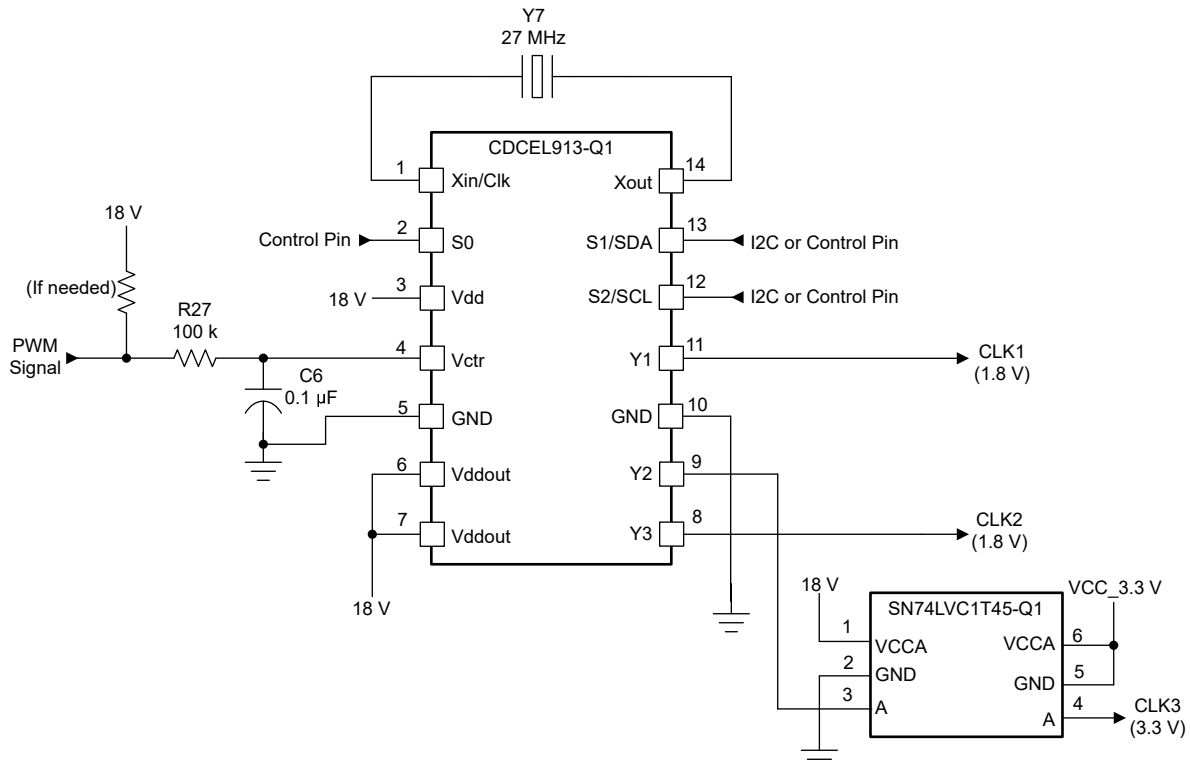 Y7
27 MHz
CDCEL913-Q1
1
Xin/Clk
Xout
14
18 V
Control Pin
2
S0
S1/SDA
13
I2C or Control Pin
(If needed)
18 V
3
Vdd
S2/SCL
12
I2C or Control Pin
R27
100 k
PWM
Signal
4
Vctr
Y1
11
CLK1
(1.8 V)
C6
0.1 µF
5
GND
GND
10
6
Vddout
Y2
9
7
Vddout
Y3
8
CLK2
(1.8 V)
18 V
18 V
SN74LVC1T45-Q1
VCC_3.3 V
1
VCCA
VCCA
6
2
GND
GND
5
3
A
A
4
CLK3
(3.3 V)